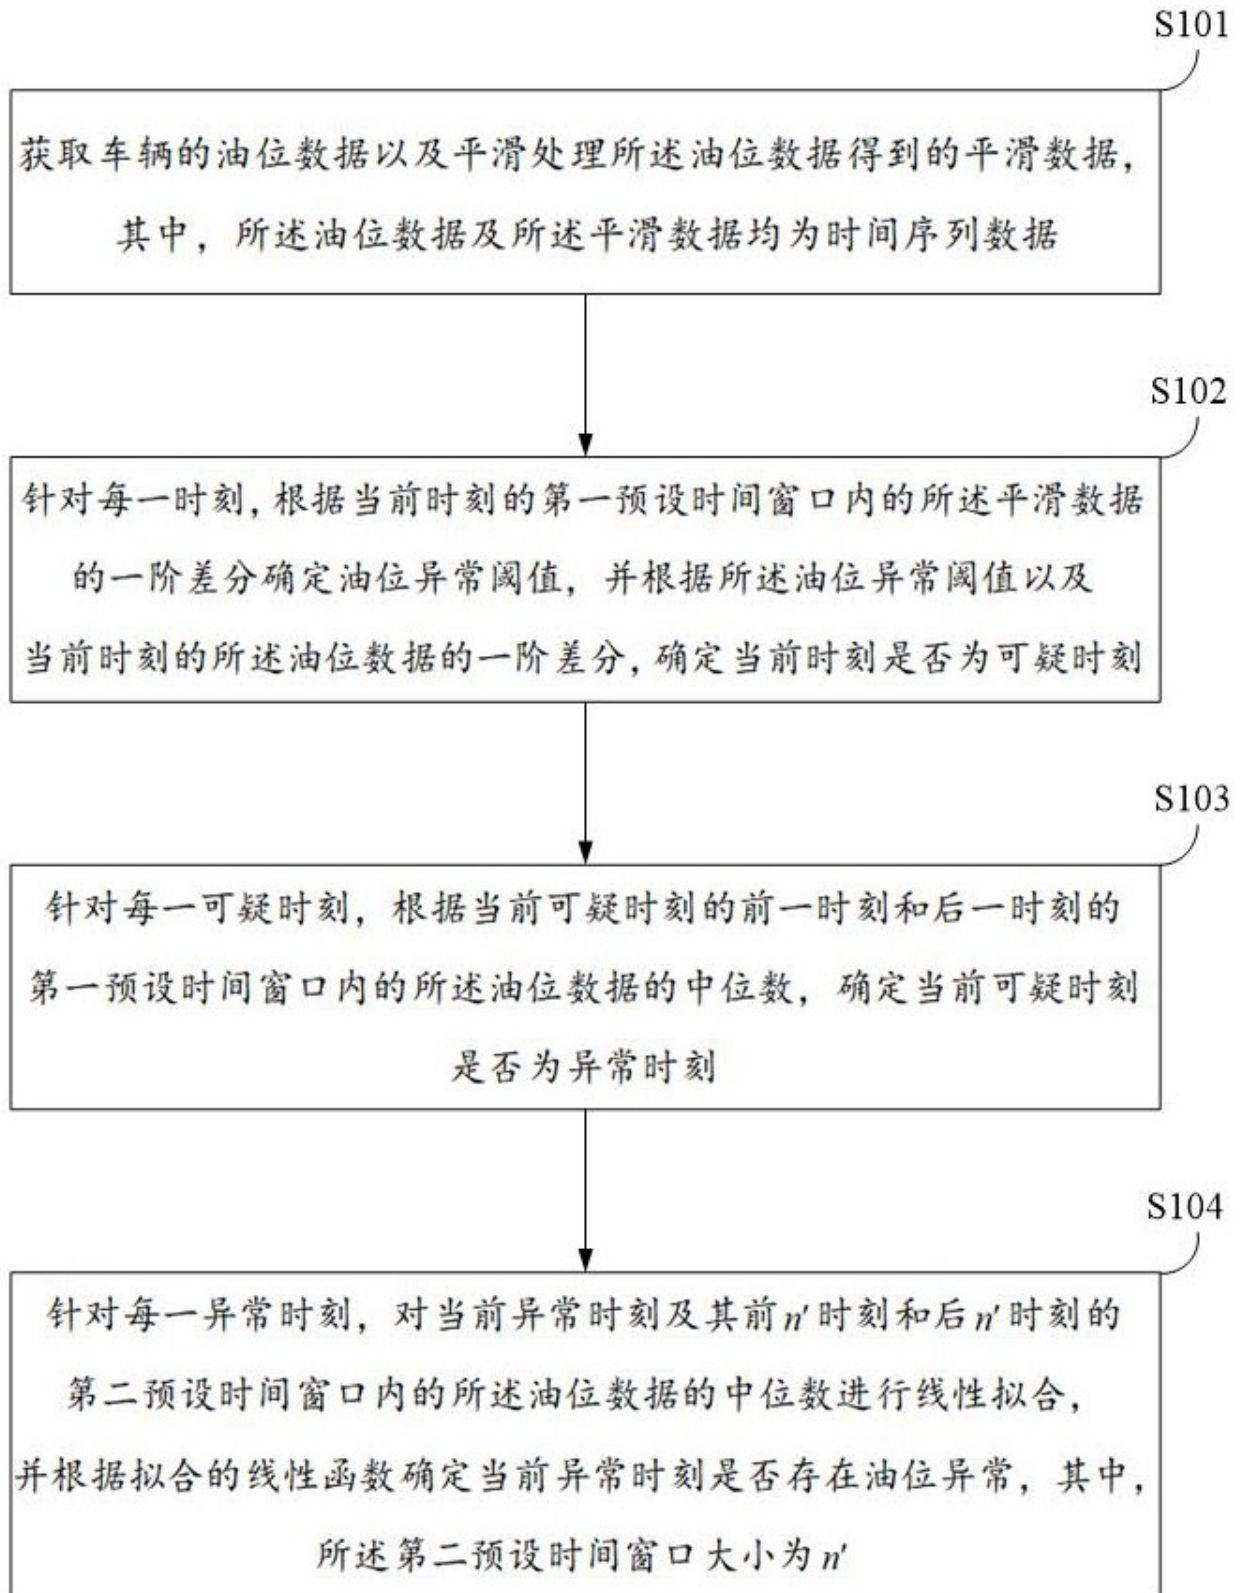 S101
获取车辆的油位数据以及平滑处理所述油位数据得到的平滑数据，
其中，所述油位数据及所述平滑数据均为时间序列数据
S102
针对每一时刻，根据当前时刻的第一预设时间窗口内的所述平滑数据
的一阶差分确定油位异常阈值，并根据所述油位异常阈值以及
当前时刻的所述油位数据的一阶差分，确定当前时刻是否为可疑时刻
S103
针对每一可疑时刻，根据当前可疑时刻的前一时刻和后一时刻的
第一预设时间窗口内的所述油位数据的中位数，确定当前可疑时刻
是否为异常时刻
S104
针对每一异常时刻，对当前异常时刻及其前n′时刻和后n′时刻的
第二预设时间窗口内的所述油位数据的中位数进行线性拟合，
并根据拟合的线性函数确定当前异常时刻是否存在油位异常，其中，
所述第二预设时间窗口大小为n′